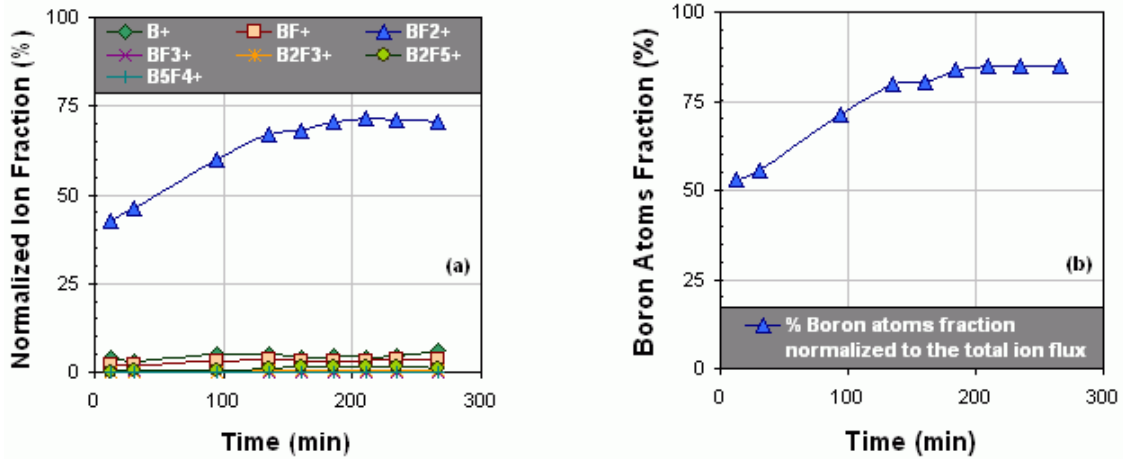 B+ BF+ BF2+
BF3+ B2F3+ B2F5+
B5F4+
100
75
50
25
0
Normalized Ion Fraction (%)
(a)
0 100 200 300
Time (min)
100
75
50
25
0
Boron Atoms Fraction (%)
(b)
% Boron atoms fraction
normalized to the total ion flux
0 100 200 300
Time (min)